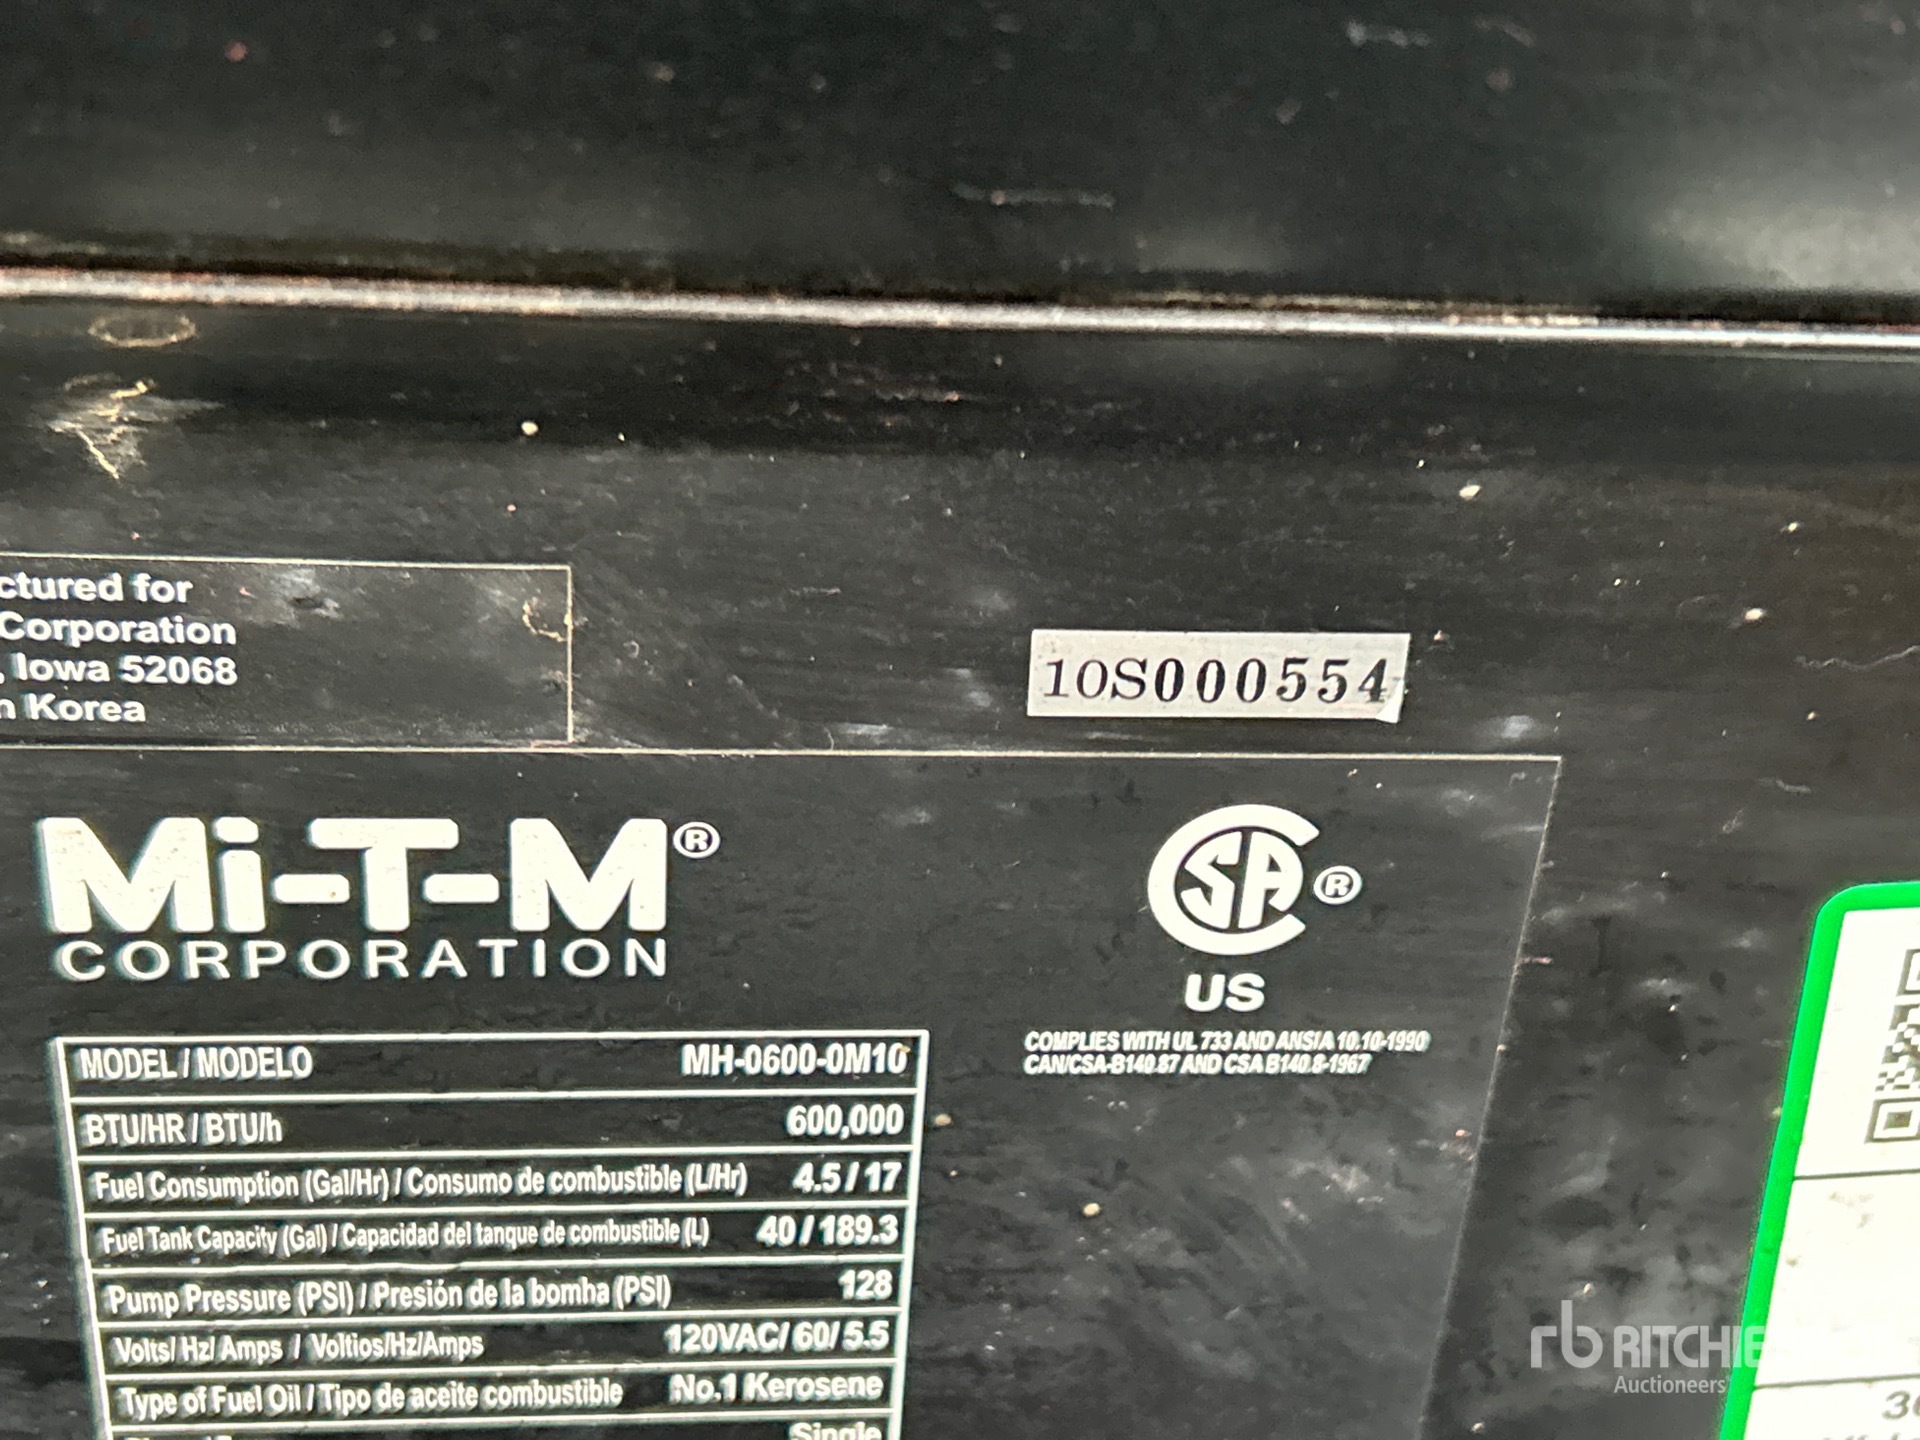 ctured for
Corporation
, Iowa 52068
n Korea
10S000554
Mi-T-M®
CORPORATION
CSA ®
US
COMPLIES WITH UL 733 AND ANSI A 10.10-1990
CAN/CSA-B140.87 AND CSA B140.8-1967
MODEL / MODELO MH-0600-0M10
BTU/HR / BTU/h 600,000
Fuel Consumption (Gal/Hr) / Consumo de combustible (L/Hr) 4.5 / 17
Fuel Tank Capacity (Gal) / Capacidad del tanque de combustible (L) 40 / 189.3
Pump Pressure (PSI) / Presión de la bomha (PSI) 128
Volts/ Hz/ Amps / Voltios/Hz/Amps 120VAC/ 60/ 5.5
Type of Fuel Oil / Tipo de aceite combustible No.1 Kerosene
Single
rb RITCHIE
Auctioneers